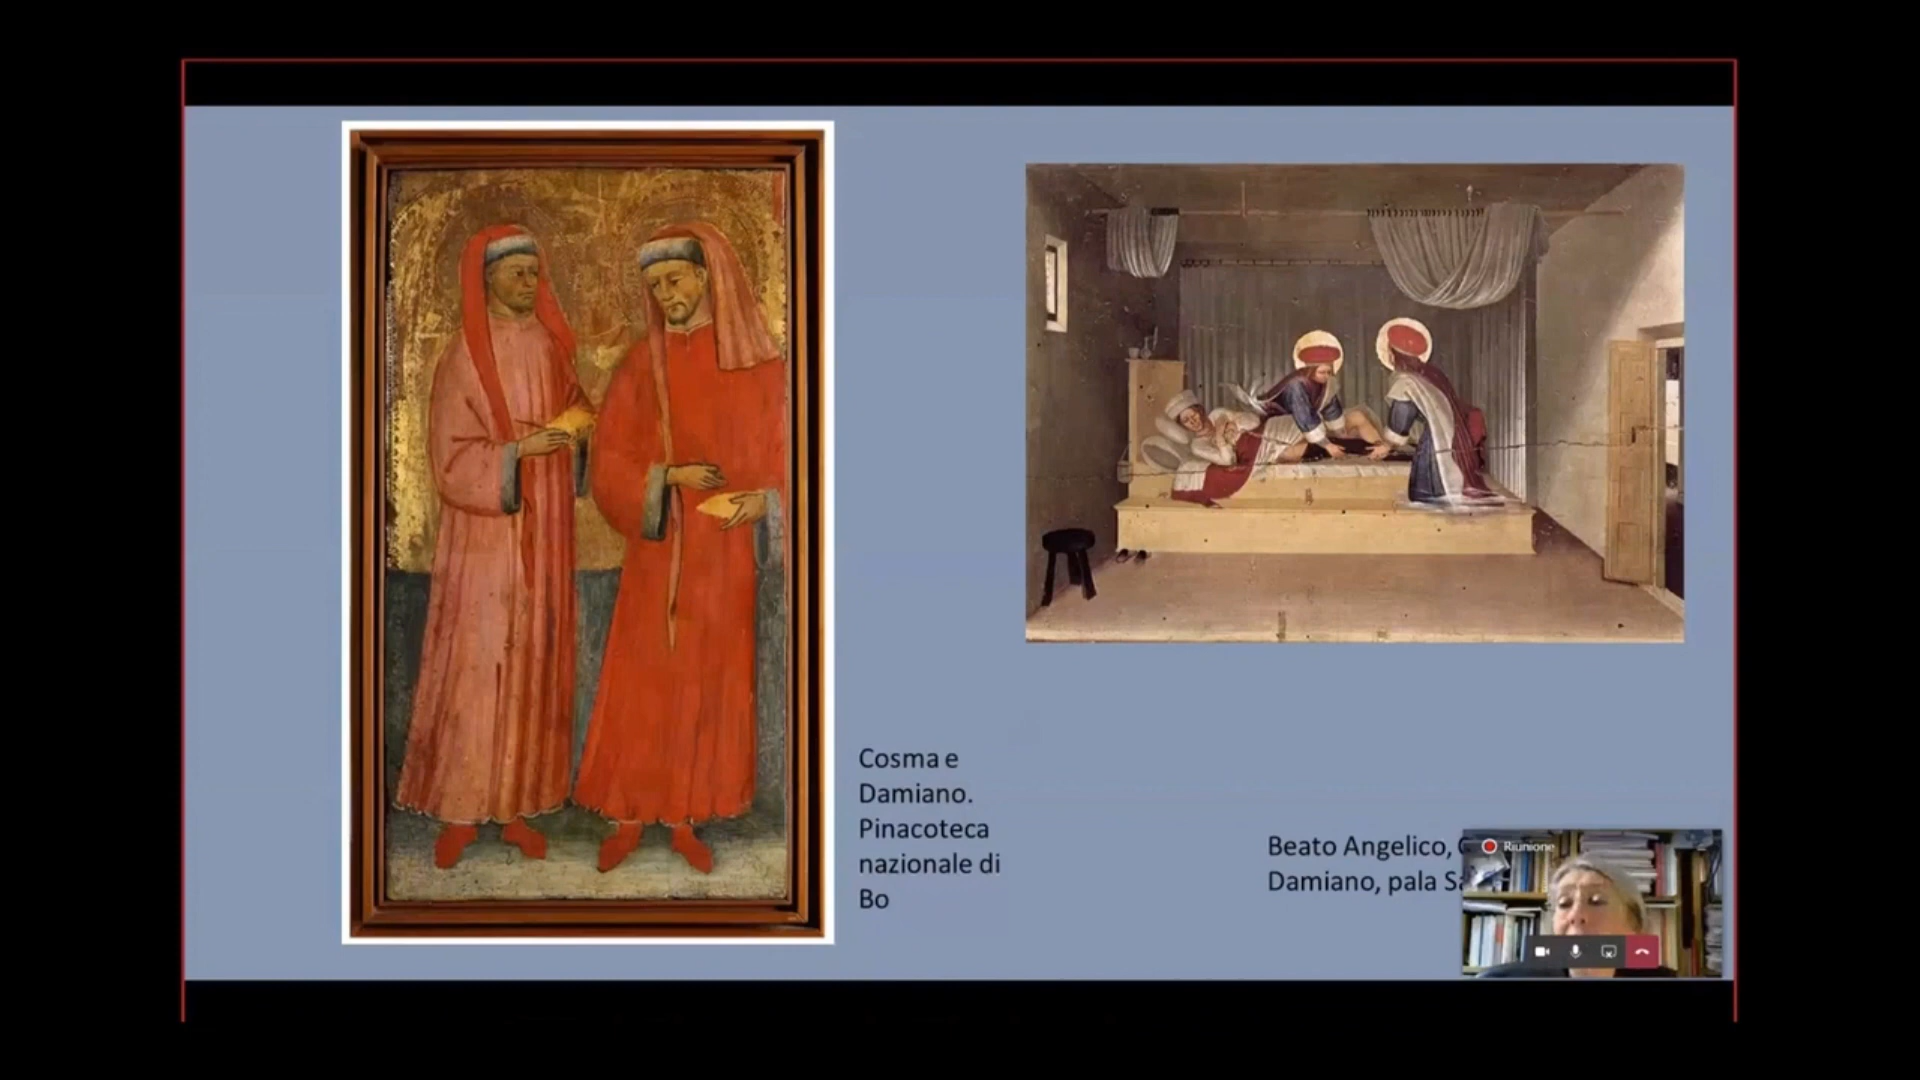 Cosma e
Damiano.
Pinacoteca
nazionale di
Bo
Beato Angelico,
Damiano, pala
Riunione